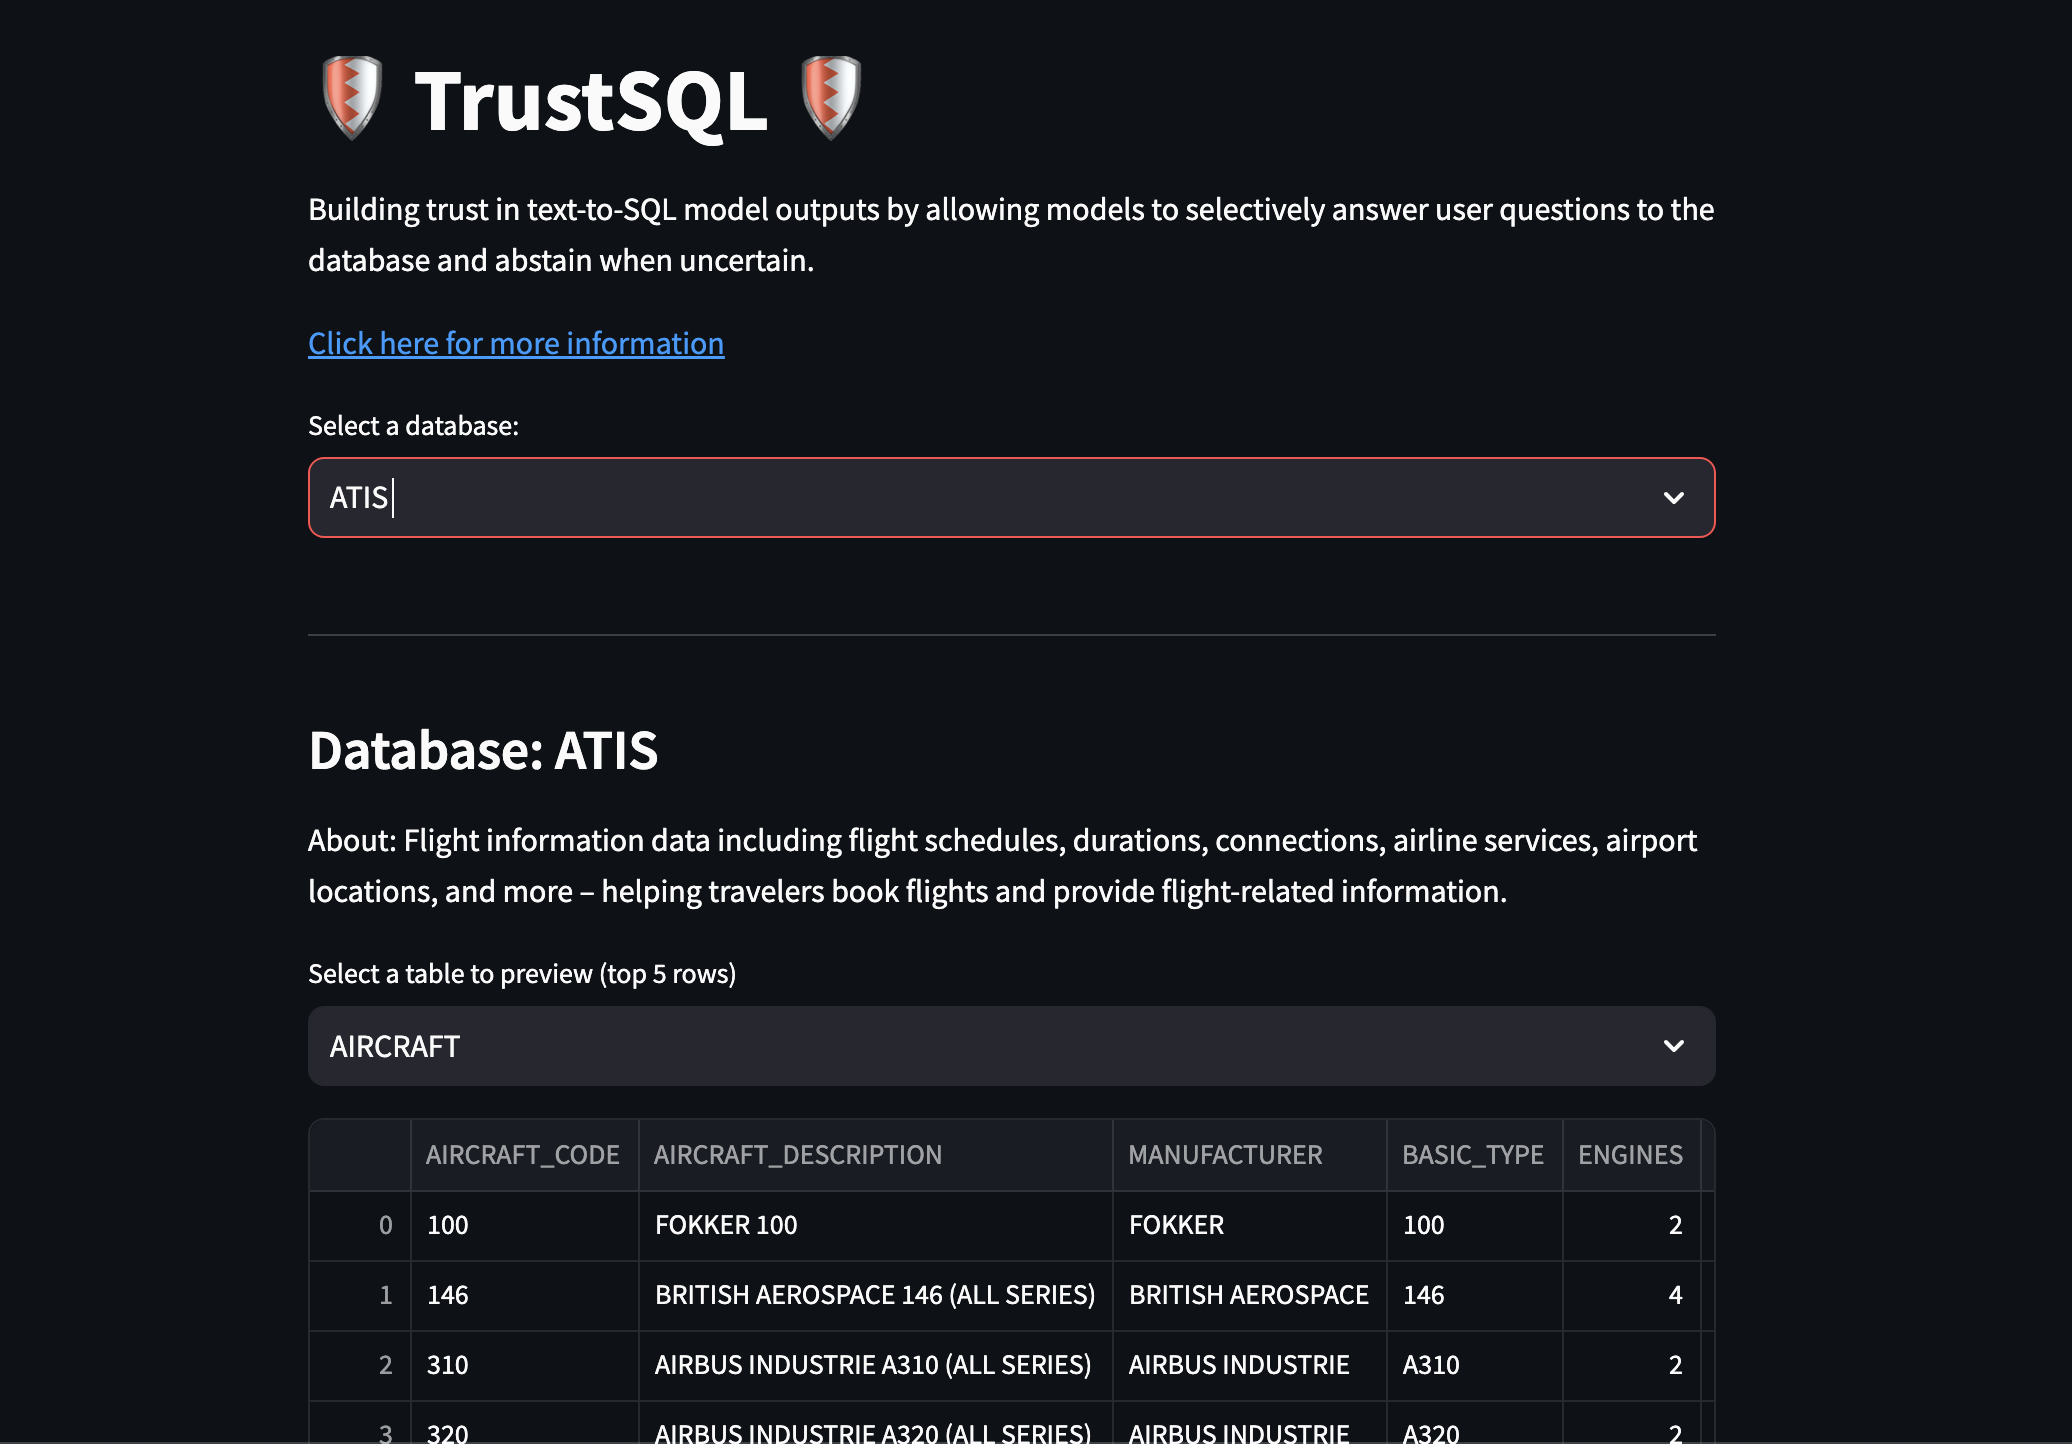 TrustSQL
Building trust in text-to-SQL model outputs by allowing models to selectively answer user questions to the
database and abstain when uncertain.
Click here for more information
Select a database:
ATIS
Database: ATIS
About: Flight information data including flight schedules, durations, connections, airline services, airport
locations, and more – helping travelers book flights and provide flight-related information.
Select a table to preview (top 5 rows)
AIRCRAFT
AIRCRAFT_CODE AIRCRAFT_DESCRIPTION MANUFACTURER BASIC_TYPE ENGINES
0 100 FOKKER 100 FOKKER 100 2
1 146 BRITISH AEROSPACE 146 (ALL SERIES) BRITISH AEROSPACE 146 4
2 310 AIRBUS INDUSTRIE A310 (ALL SERIES) AIRBUS INDUSTRIE A310 2
3 320 AIRBUS INDUSTRIE A320 (ALL SERIES) AIRBUS INDUSTRIE A320 2